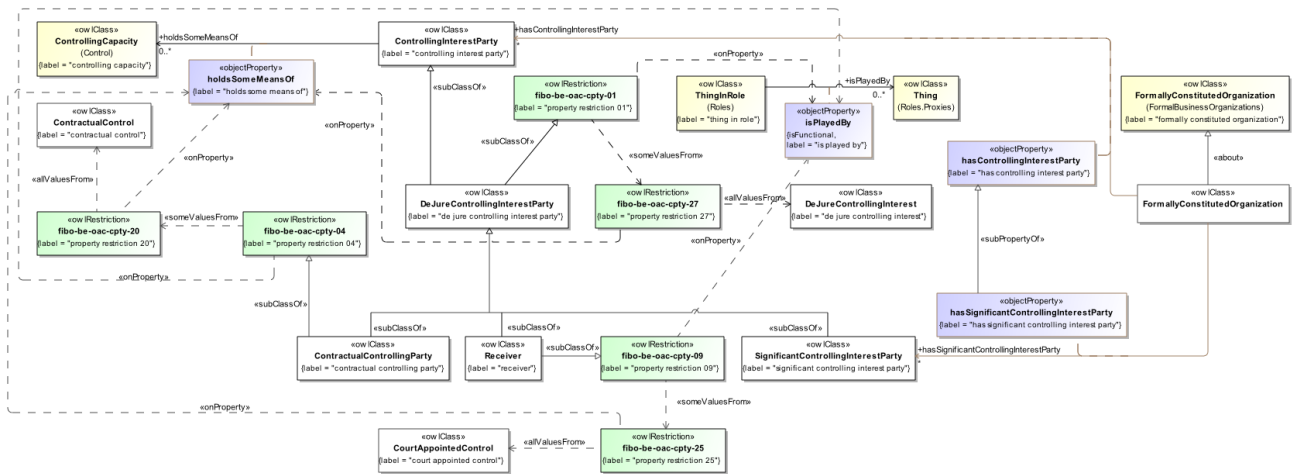 «owlClass»
ControllingCapacity
(Control)
{label = "controlling capacity"}
+holdsSomeMeansOf
0..*
«owlClass»
ControllingInterestParty
{label = "controlling interest party"}
+hasControllingInterestParty
*
«objectProperty»
holdsSomeMeansOf
{label = "holds some means of"}
«subClassOf»
«onProperty»
«owlRestriction»
fibo-be-oac-cpty-01
{label = "property restriction 01"}
«owlClass»
ThingInRole
(Roles)
{label = "thing in role"}
+isPlayedBy
0..*
«owlClass»
Thing
(Roles.Proxies)
«owlClass»
FormallyConstitutedOrganization
(FormalBusinessOrganizations)
{label = "formally constituted organization"}
«owlClass»
ContractualControl
{label = "contractual control"}
«objectProperty»
isPlayedBy
{isFunctional,
label = "is played by"}
«onProperty»
«onProperty»
«subClassOf»
«someValuesFrom»
«objectProperty»
hasControllingInterestParty
{label = "has controlling interest party"}
«about»
«allValuesFrom»
«owlClass»
DeJureControllingInterestParty
{label = "de jure controlling interest party"}
«owlRestriction»
fibo-be-oac-cpty-27
{label = "property restriction 27"}
«allValuesFrom»
«owlClass»
DeJureControllingInterest
{label = "de jure controlling interest"}
«owlClass»
FormallyConstitutedOrganization
«owlRestriction»
fibo-be-oac-cpty-20
{label = "property restriction 20"}
«someValuesFrom»
«owlRestriction»
fibo-be-oac-cpty-04
{label = "property restriction 04"}
«onProperty»
«subPropertyOf»
«onProperty»
«subClassOf»
«objectProperty»
hasSignificantControllingInterestParty
{label = "has significant controlling interest party"}
«subClassOf»
«subClassOf»
«subClassOf»
«owlClass»
ContractualControllingParty
{label = "contractual controlling party"}
«owlClass»
Receiver
{label = "receiver"}
«subClassOf»
«owlRestriction»
fibo-be-oac-cpty-09
{label = "property restriction 09"}
«owlClass»
SignificantControllingInterestParty
{label = "significant controlling interest party"}
+hasSignificantControllingInterestParty
*
«onProperty»
«someValuesFrom»
«owlClass»
CourtAppointedControl
{label = "court appointed control"}
«allValuesFrom»
«owlRestriction»
fibo-be-oac-cpty-25
{label = "property restriction 25"}